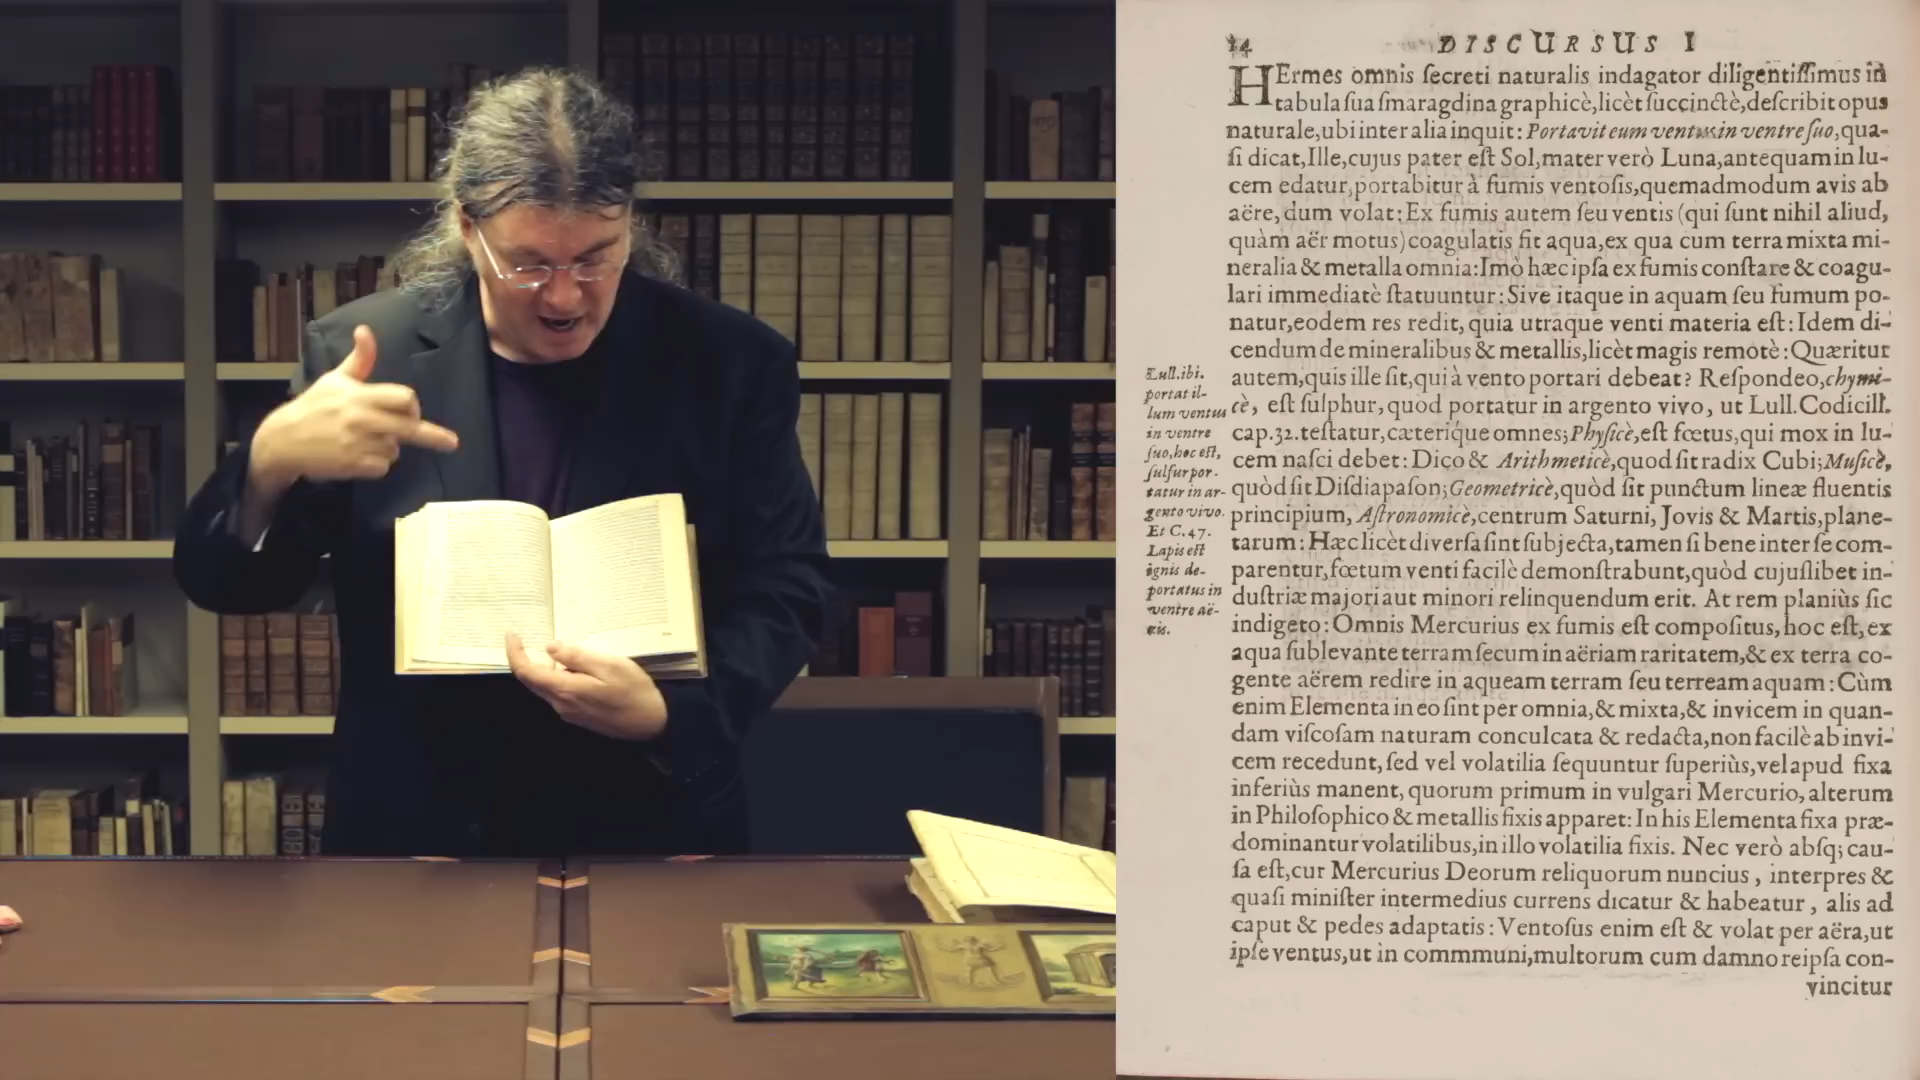 14 DISCURSUS I
HErmes omnis ſecreti naturalis indagator diligentiſſimus in
tabula ſua ſmaragdina graphicè, licèt ſuccinctè, deſcribit opus
naturale, ubi inter alia inquit: Portavit eum ventus in ventre ſuo, qua-
ſi dicat, Ille, cujus pater eſt Sol, mater verò Luna, antequam in lu-
cem edatur, portabitur à fumis ventoſis, quemadmodum avis ab
aëre, dum volat: Ex fumis autem ſeu ventis (qui ſunt nihil aliud,
quàm aër motus) coagulatis fit aqua, ex qua cum terra mixta mi-
neralia & metalla omnia: Imò hæc ipſa ex fumis conſtare & coagu-
lari immediatè ſtatuuntur: Sive itaque in aquam ſeu fumum po-
natur, eodem res redit, quia utraque venti materia eſt: Idem di-
cendum de mineralibus & metallis, licèt magis remotè: Quæritur
autem, quis ille ſit, qui à vento portari debeat? Reſpondeo, chymi-
cè, eſt ſulphur, quod portatur in argento vivo, ut Lull. Codicill.
cap. 32. teſtatur, cæterique omnes; Phyſicè, eſt fœtus, qui mox in lu-
cem naſci debet: Dico & Arithmeticè, quod ſit radix Cubi; Muſicè,
quòd ſit Diſdiapaſon; Geometricè, quòd ſit punctum lineæ fluentis
principium, Aſtronomicè, centrum Saturni, Jovis & Martis, plane-
tarum: Hæc licèt diverſa ſint ſubjecta, tamen ſi bene inter ſe com-
parentur, fœtum venti facilè demonſtrabunt, quòd cujuſlibet in-
duſtriæ majori aut minori relinquendum erit. At rem planiùs ſic
indigeto: Omnis Mercurius ex fumis eſt compoſitus, hoc eſt, ex
aqua ſublevante terram ſecum in aëriam raritatem, & ex terra co-
gente aërem redire in aqueam terram ſeu terream aquam: Cùm
enim Elementa in eo ſint per omnia, & mixta, & invicem in quan-
dam viſcoſam naturam conculcata & redacta, non facilè ab invi-
cem recedunt, ſed vel volatilia ſequuntur ſuperiùs, vel apud fixa
inferiùs manent, quorum primum in vulgari Mercurio, alterum
in Philoſophico & metallis fixis apparet: In his Elementa fixa præ-
dominantur volatilibus, in illo volatilia fixis. Nec verò abſq; cau-
ſa eſt, cur Mercurius Deorum reliquorum nuncius, interpres &
quaſi miniſter intermedius currens dicatur & habeatur, alis ad
caput & pedes adaptatis: Ventoſus enim eſt & volat per aëra, ut
ipſe ventus, ut in commmuni, multorum cum damno reipſa con-
vincitur
Lull. ibi.
portat il-
lum ventus
in ventre
ſuo, hoc eſt,
ſulfur por-
tatur in ar-
gento vivo.
Et C. 47.
Lapis eſt
ignis de-
portatus in
ventre aë-
ris.